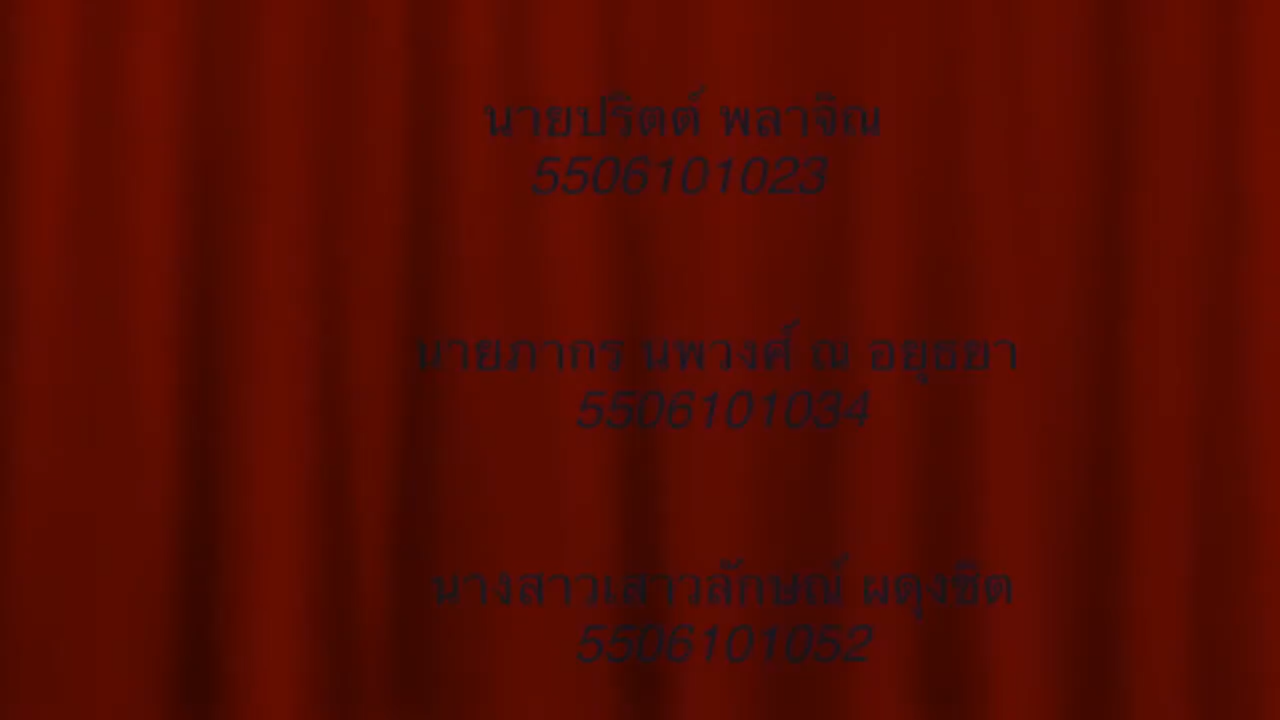 นายปริตต์ พลาจิณ
5506101023
นายภากร นพวงศ์ ณ อยุธยา
5506101034
นางสาวเสาวลักษณ์ ผดุงชิต
5506101052